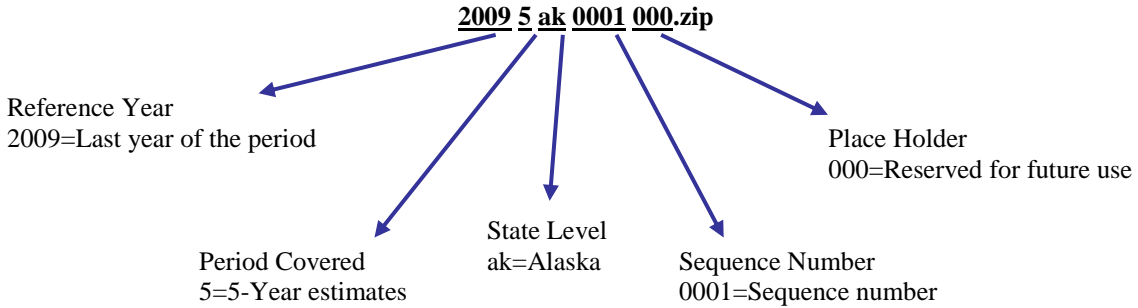 2009 5 ak 0001 000.zip
Reference Year
2009=Last year of the period
Place Holder
000=Reserved for future use
State Level
ak=Alaska
Period Covered
5=5-Year estimates
Sequence Number
0001=Sequence number